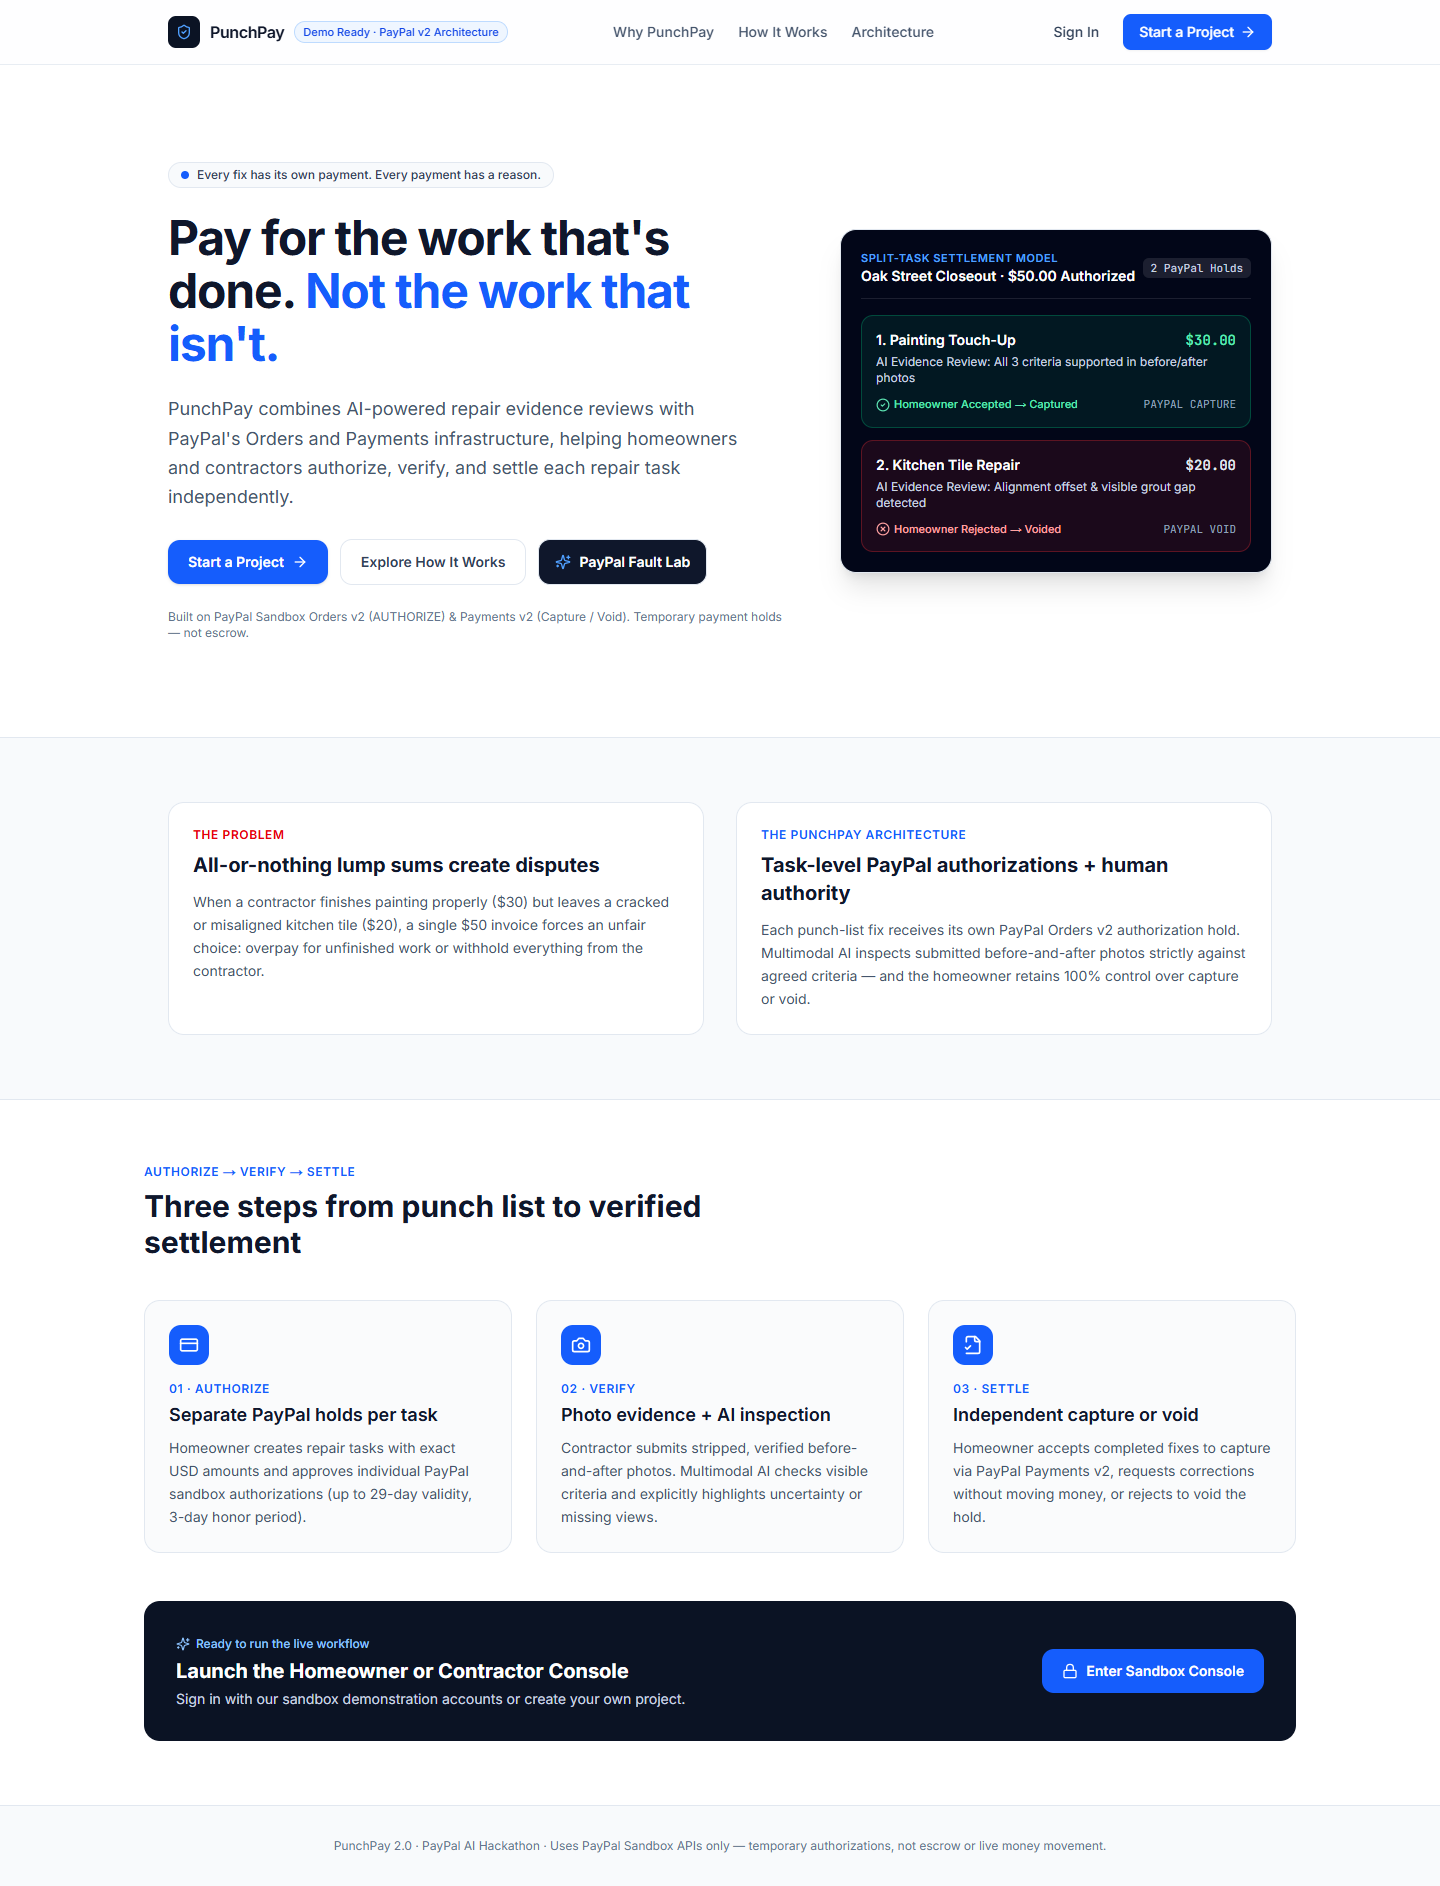 PunchPay
Demo Ready · PayPal v2 Architecture
Why PunchPay
How It Works
Architecture
Sign In
Start a Project →
Every fix has its own payment. Every payment has a reason.
Pay for the work that's
done. Not the work that
isn't.
PunchPay combines AI-powered repair evidence reviews with
PayPal's Orders and Payments infrastructure, helping homeowners
and contractors authorize, verify, and settle each repair task
independently.
Start a Project →
Explore How It Works
PayPal Fault Lab
Built on PayPal Sandbox Orders v2 (AUTHORIZE) & Payments v2 (Capture / Void). Temporary payment holds
— not escrow.
SPLIT-TASK SETTLEMENT MODEL
Oak Street Closeout · $50.00 Authorized
2 PayPal Holds
1. Painting Touch-Up
$30.00
AI Evidence Review: All 3 criteria supported in before/after
photos
Homeowner Accepted → Captured
PAYPAL CAPTURE
2. Kitchen Tile Repair
$20.00
AI Evidence Review: Alignment offset & visible grout gap
detected
Homeowner Rejected → Voided
PAYPAL VOID
THE PROBLEM
All-or-nothing lump sums create disputes
When a contractor finishes painting properly ($30) but leaves a cracked
or misaligned kitchen tile ($20), a single $50 invoice forces an unfair
choice: overpay for unfinished work or withhold everything from the
contractor.
THE PUNCHPAY ARCHITECTURE
Task-level PayPal authorizations + human
authority
Each punch-list fix receives its own PayPal Orders v2 authorization hold.
Multimodal AI inspects submitted before-and-after photos strictly against
agreed criteria — and the homeowner retains 100% control over capture
or void.
AUTHORIZE → VERIFY → SETTLE
Three steps from punch list to verified
settlement
01 · AUTHORIZE
Separate PayPal holds per task
Homeowner creates repair tasks with exact
USD amounts and approves individual PayPal
sandbox authorizations (up to 29-day validity,
3-day honor period).
02 · VERIFY
Photo evidence + AI inspection
Contractor submits stripped, verified before-
and-after photos. Multimodal AI checks visible
criteria and explicitly highlights uncertainty or
missing views.
03 · SETTLE
Independent capture or void
Homeowner accepts completed fixes to capture
via PayPal Payments v2, requests corrections
without moving money, or rejects to void the
hold.
Ready to run the live workflow
Launch the Homeowner or Contractor Console
Sign in with our sandbox demonstration accounts or create your own project.
Enter Sandbox Console
PunchPay 2.0 · PayPal AI Hackathon · Uses PayPal Sandbox APIs only — temporary authorizations, not escrow or live money movement.